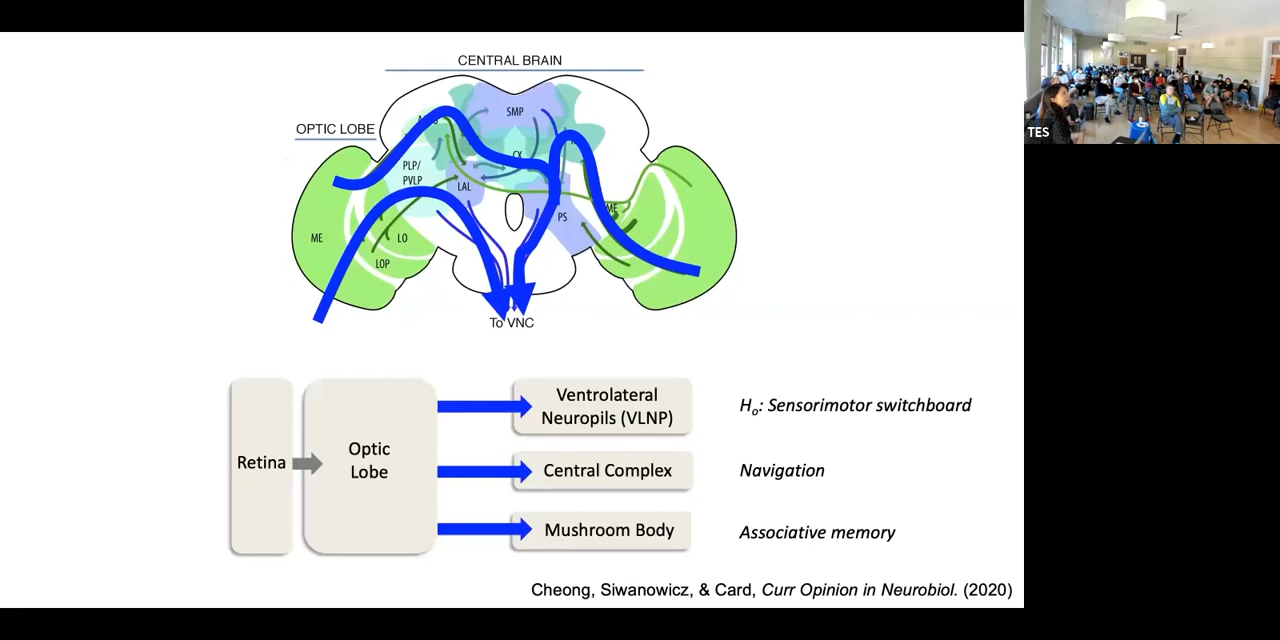 CENTRAL BRAIN
OPTIC LOBE
SMP
CX
PLP/
PVLP
LAL
PS
ME
ME
LO
LOP
To VNC
TES
Retina
Optic
Lobe
Ventrolateral
Neuropils (VLNP)
Central Complex
Mushroom Body
Ho: Sensorimotor switchboard
Navigation
Associative memory
Cheong, Siwanowicz, & Card, Curr Opinion in Neurobiol. (2020)